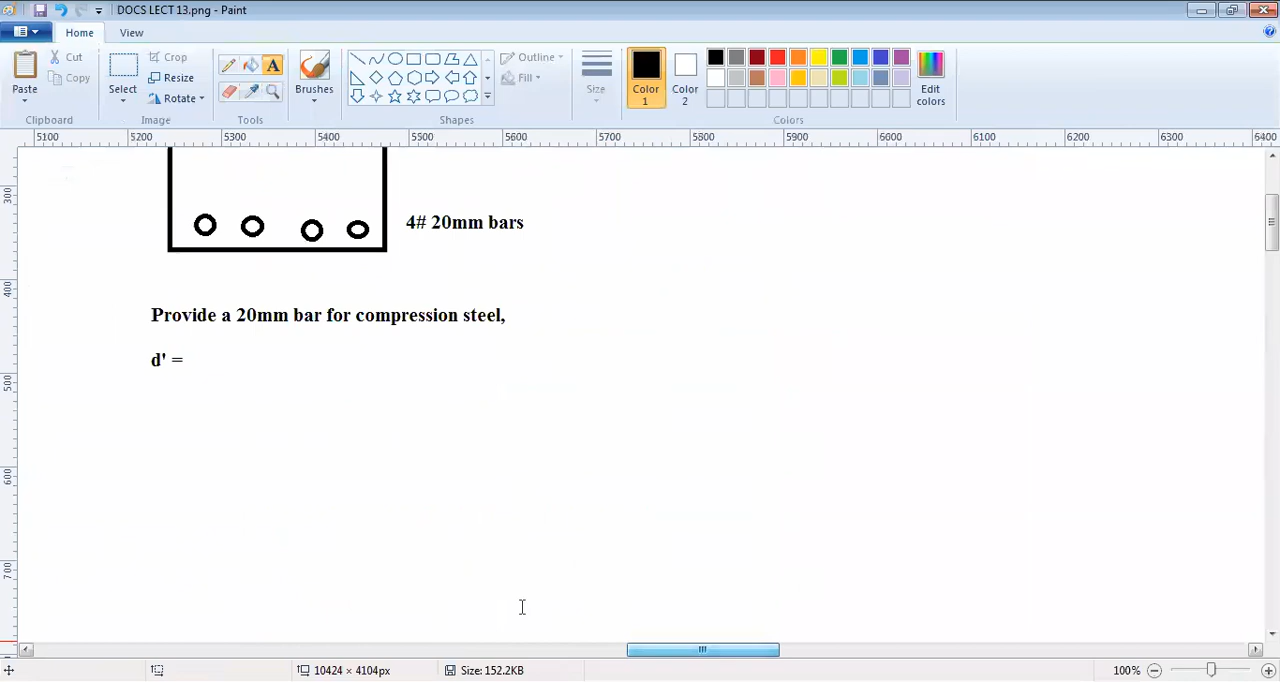 DOCS LECT 13.png - Paint
Home View
Paste
Cut
Copy
Clipboard
Select
Crop
Resize
Rotate
Image
A
Tools
Brushes
Shapes
Outline
Fill
Size
Color 1
Color 2
Edit colors
Colors
5100 5200 5300 5400 5500 5600 5700 5800 5900 6000 6100 6200 6300 6400
300
400
500
600
700
4# 20mm bars
Provide a 20mm bar for compression steel,
d' =
10424 × 4104px
Size: 152.2KB
100%